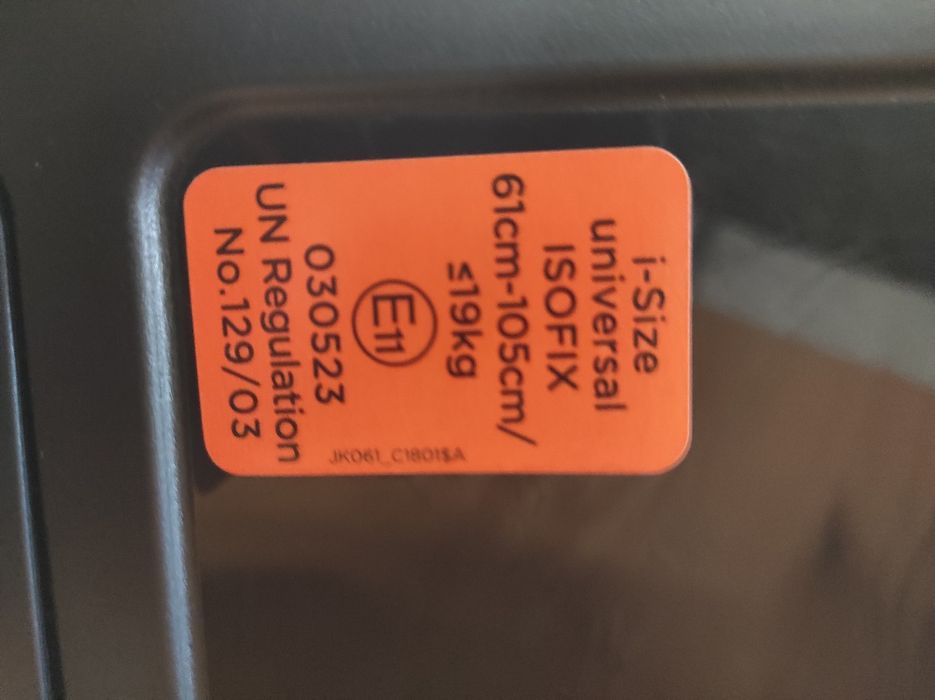 i-Size
universal
ISOFIX
61cm-105cm/
≤19kg
E11
030523
UN Regulation
No.129/03
JK061_C1801$A